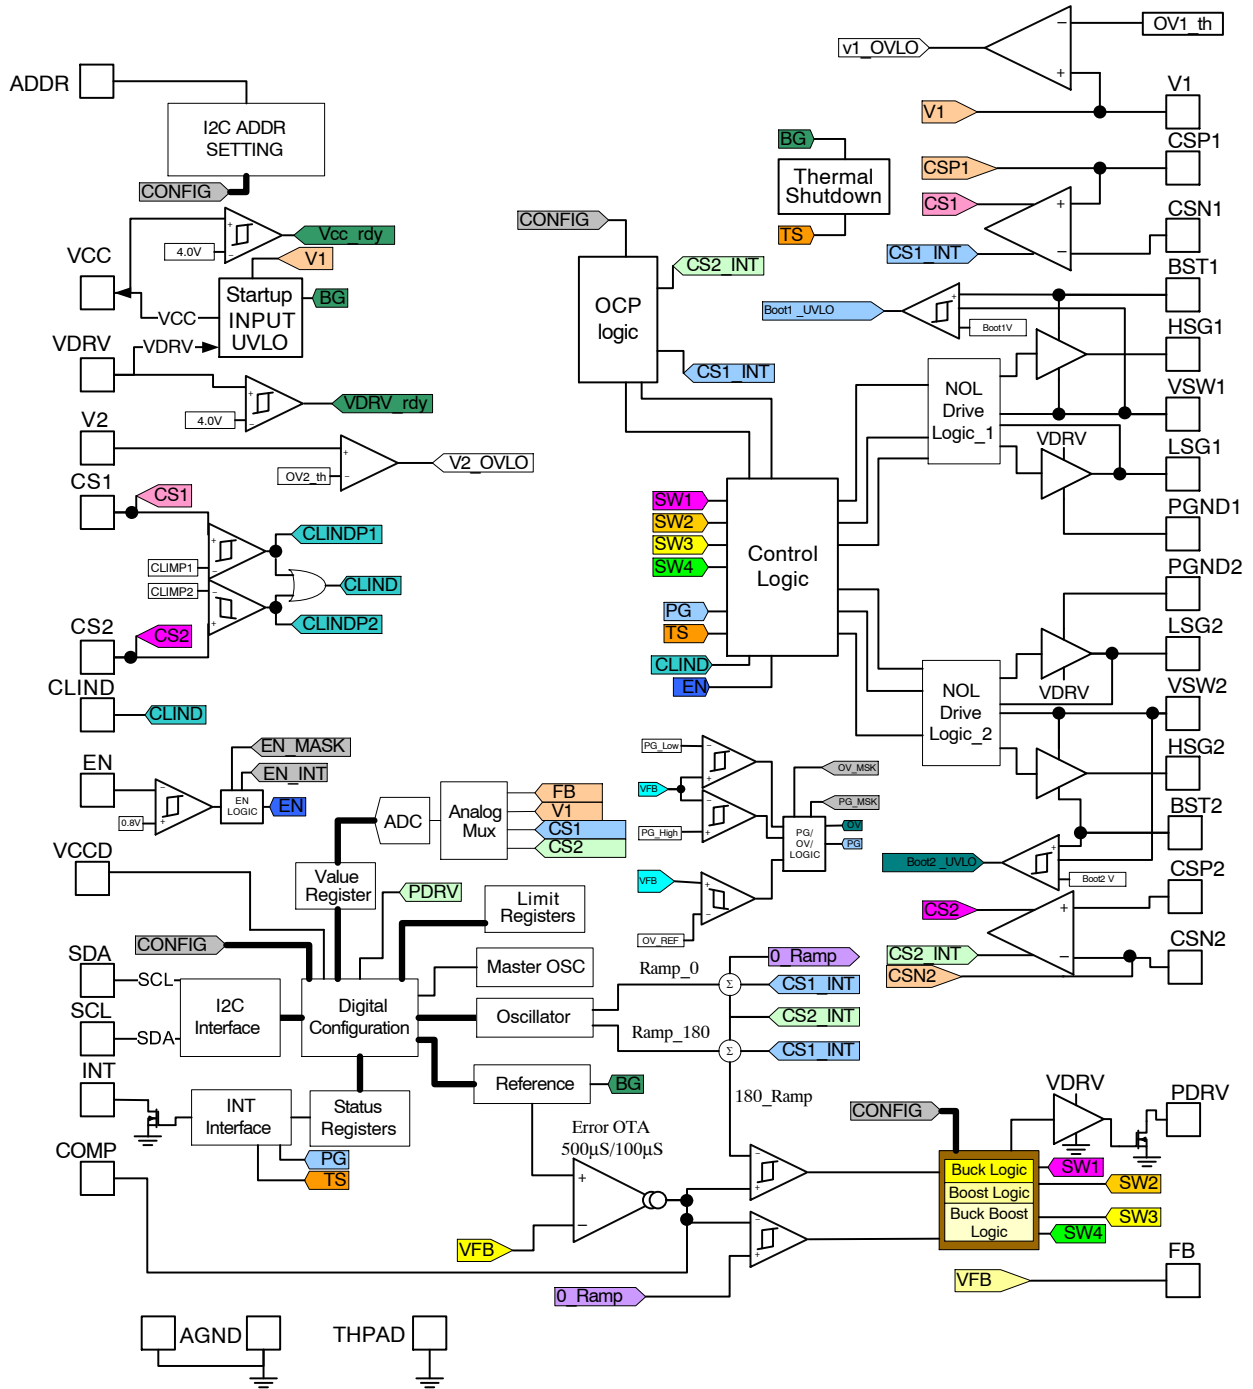 ADDR
I2C ADDR
SETTING
CONFIG
VCC
4.0V
Vcc_rdy
V1
Startup
INPUT
UVLO
BG
VCC
VDRV
VDRV
4.0V
VDRV_rdy
V2
OV2_th
V2_OVLO
CS1
CS1
CLINDP1
CLIMP1
CLIMP2
CLIND
CLINDP2
CS2
CS2
CLIND
CLIND
EN
0.8V
EN_MASK
EN_INT
EN
LOGIC
EN
VCCD
ADC
Analog
Mux
FB
V1
CS1
CS2
Value
Register
PDRV
Limit
Registers
CONFIG
SDA
SCL
SCL
SDA
I2C
Interface
Digital
Configuration
Master OSC
Oscillator
Reference
BG
INT
INT
Interface
Status
Registers
PG
TS
COMP
Error OTA
500µS/100µS
VFB
0_Ramp
AGND
THPAD
v1_OVLO
OV1_th
V1
V1
BG
Thermal
Shutdown
TS
CSP1
CSP1
CS1
CSN1
CS1_INT
CONFIG
OCP
logic
CS2_INT
CS1_INT
BST1
Boot1 _UVLO
Boot1V
HSG1
NOL
Drive
Logic_1
VSW1
VDRV
LSG1
PGND1
SW1
SW2
SW3
SW4
PG
TS
CLIND
EN
Control
Logic
PGND2
LSG2
VDRV
NOL
Drive
Logic_2
VSW2
HSG2
BST2
Boot2 _UVLO
Boot2 V
PG_Low
VFB
PG_High
OV_MSK
PG_MSK
PG/
OV/
LOGIC
OV
PG
VFB
OV_REF
CSP2
CS2
CSN2
CS2_INT
CSN2
Ramp_0
0_Ramp
Σ
CS1_INT
CS2_INT
Ramp_180
Σ
CS1_INT
180_Ramp
CONFIG
VDRV
PDRV
Buck Logic
Boost Logic
Buck Boost
Logic
SW1
SW2
SW3
SW4
FB
VFB